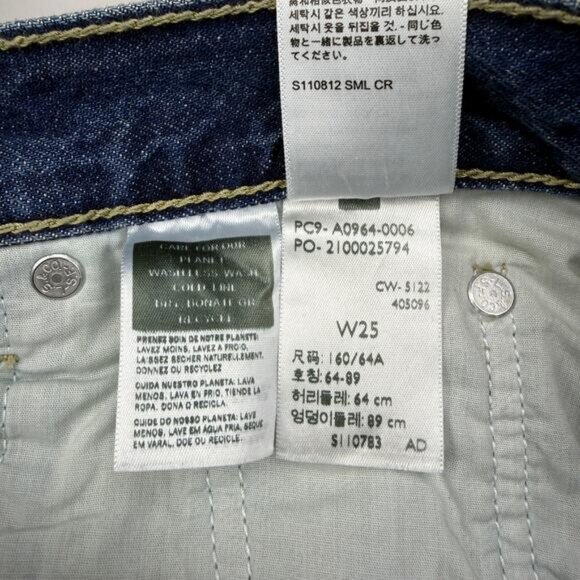 세탁시 같은 색상끼리 하십시오.
세탁시 옷을 뒤집을 것. - 同じ色
物と一緒に製品を裏返して洗っ
てください。
S110812 SML CR
PC9- A0964-0006
PO- 2100025794
CW- 5122
405096
W25
尺码: 160/64A
호칭: 64-89
허리둘레: 64 cm
엉덩이둘레: 89 cm
S110783 AD
CARE FOR OUR
PLANET
WASH LESS, WASH
COLD, LINE
DRY, DONATE OR
RECYCLE
PRENEZ SOIN DE NOTRE PLANETE:
LAVEZ MOINS, LAVEZ A FROID,
LAISSEZ SECHER NATURELLEMENT,
CUIDA NUESTRO PLANETA: LAVA
MENOS, LAVA EN FRIO, TIENDE LA
ROPA, DONA O RECICLA.
CUIDE DO NOSSO PLANETA: LAVE
MENOS, LAVE EM ÁGUA FRIA, SEQUE
EM VARAL, DOE OU RECICLE.